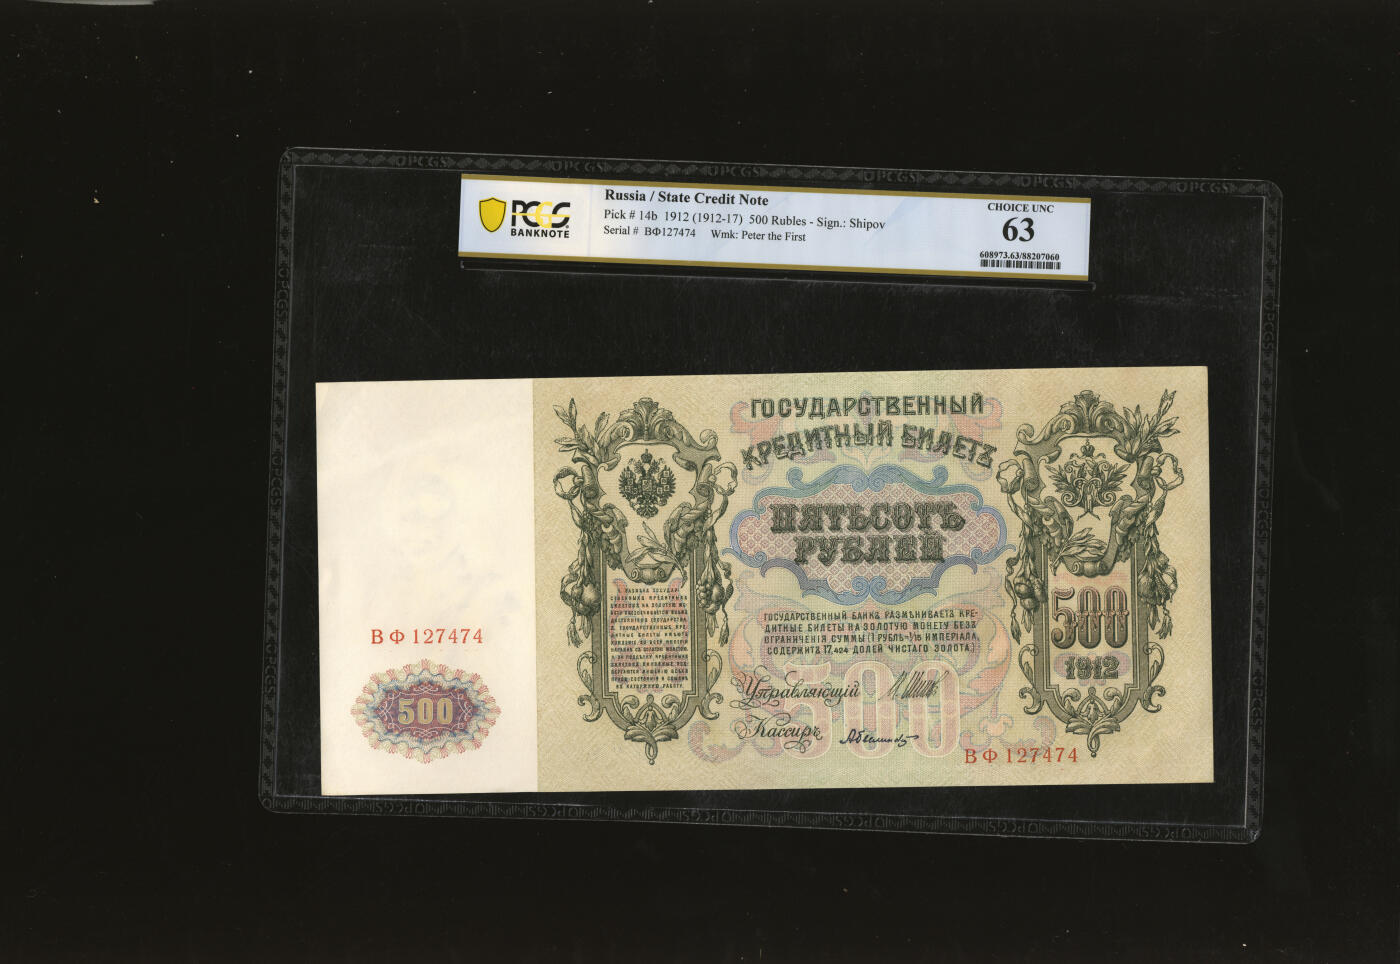 PCGS
BANKNOTE
Russia / State Credit Note
Pick # 14b 1912 (1912-17) 500 Rubles - Sign.: Shipov
Serial # ВФ127474 Wmk: Peter the First
CHOICE UNC
63
608973.63/88207060
ГОСУДАРСТВЕННЫЙ
КРЕДИТНЫЙ БИЛЕТЪ
ПЯТЬСОТЪ
РУБЛЕЙ
ГОСУДАРСТВЕННЫЙ БАНКЪ РАЗМѢНИВАЕТЪ КРЕ-
ДИТНЫЕ БИЛЕТЫ НА ЗОЛОТУЮ МОНЕТУ БЕЗЪ
ОГРАНИЧЕНІЯ СУММЫ (1 РУБЛЬ=1/15 ИМПЕРІАЛА,
СОДЕРЖИТЪ 17,424 ДОЛЕЙ ЧИСТАГО ЗОЛОТА.)
Управляющій
Кассиръ
500
500
1912
ВФ 127474
ВФ 127474
500